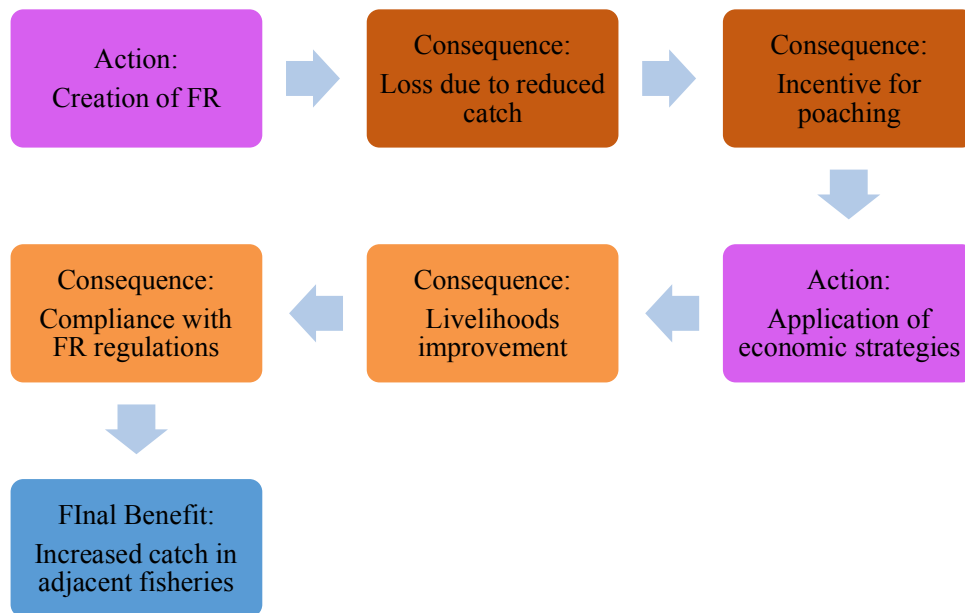 Action:
Creation of FR
Consequence:
Loss due to reduced
catch
Consequence:
Incentive for
poaching
Action:
Application of
economic strategies
Consequence:
Livelihoods
improvement
Consequence:
Compliance with
FR regulations
FInal Benefit:
Increased catch in
adjacent fisheries